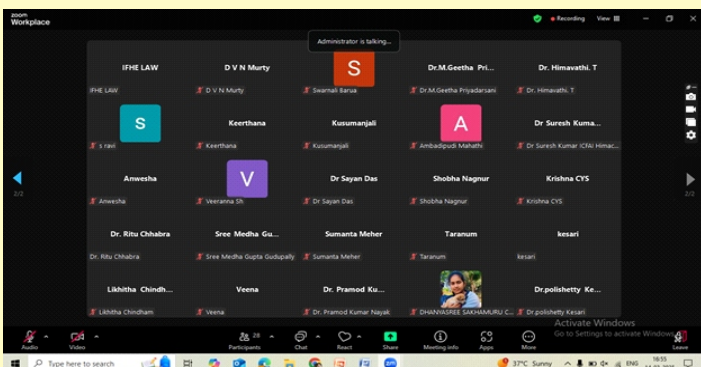 zoom
Workplace
Recording View
Administrator is talking...
IFHE LAW
D V N Murty
S
Dr.M.Geetha Pri...
Dr. Himavathi. T
IFHE LAW
D V N Murty
Swarnali Barua
Dr.M.Geetha Priyadarsani
Dr. Himavathi. T
S
Keerthana
Kusumanjali
A
Dr Suresh Kuma...
s ravi
Keerthana
Kusumanjali
Ambadipudi Mahathi
Dr Suresh Kumar ICFAI Himac...
Anwesha
V
Dr Sayan Das
Shobha Nagnur
Krishna CYS
2/2
2/2
Anwesha
Veeranna Sh
Dr Sayan Das
Shobha Nagnur
Krishna CYS
Dr. Ritu Chhabra
Sree Medha Gu...
Sumanta Meher
Taranum
kesari
Dr. Ritu Chhabra
Sree Medha Gupta Gudupally
Sumanta Meher
Taranum
kesari
Likhitha Chindh...
Veena
Dr. Pramod Ku...
Dr.polishetty Ke...
Likhitha Chindham
Veena
Dr. Pramod Kumar Nayak
DHANYASREE SAKHAMURU C...
Dr.polishetty Kesari
Activate Windows
Go to Settings to activate Windows.
28
Audio
Video
Participants
Chat
React
Share
Meeting info
Apps
More
Leave
Type here to search
37°C Sunny
ENG
16:55